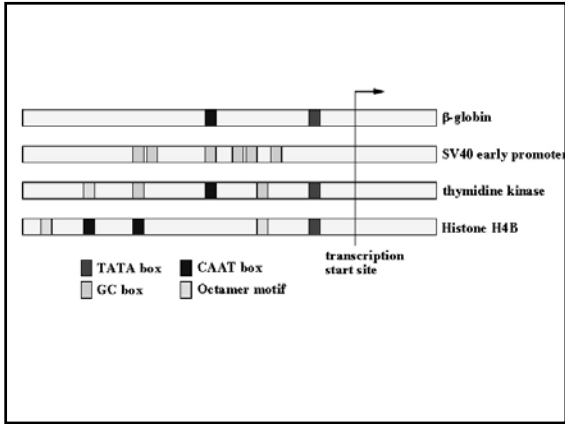 β-globin
SV40 early promoter
thymidine kinase
Histone H4B
transcription
start site
TATA box
CAAT box
GC box
Octamer motif